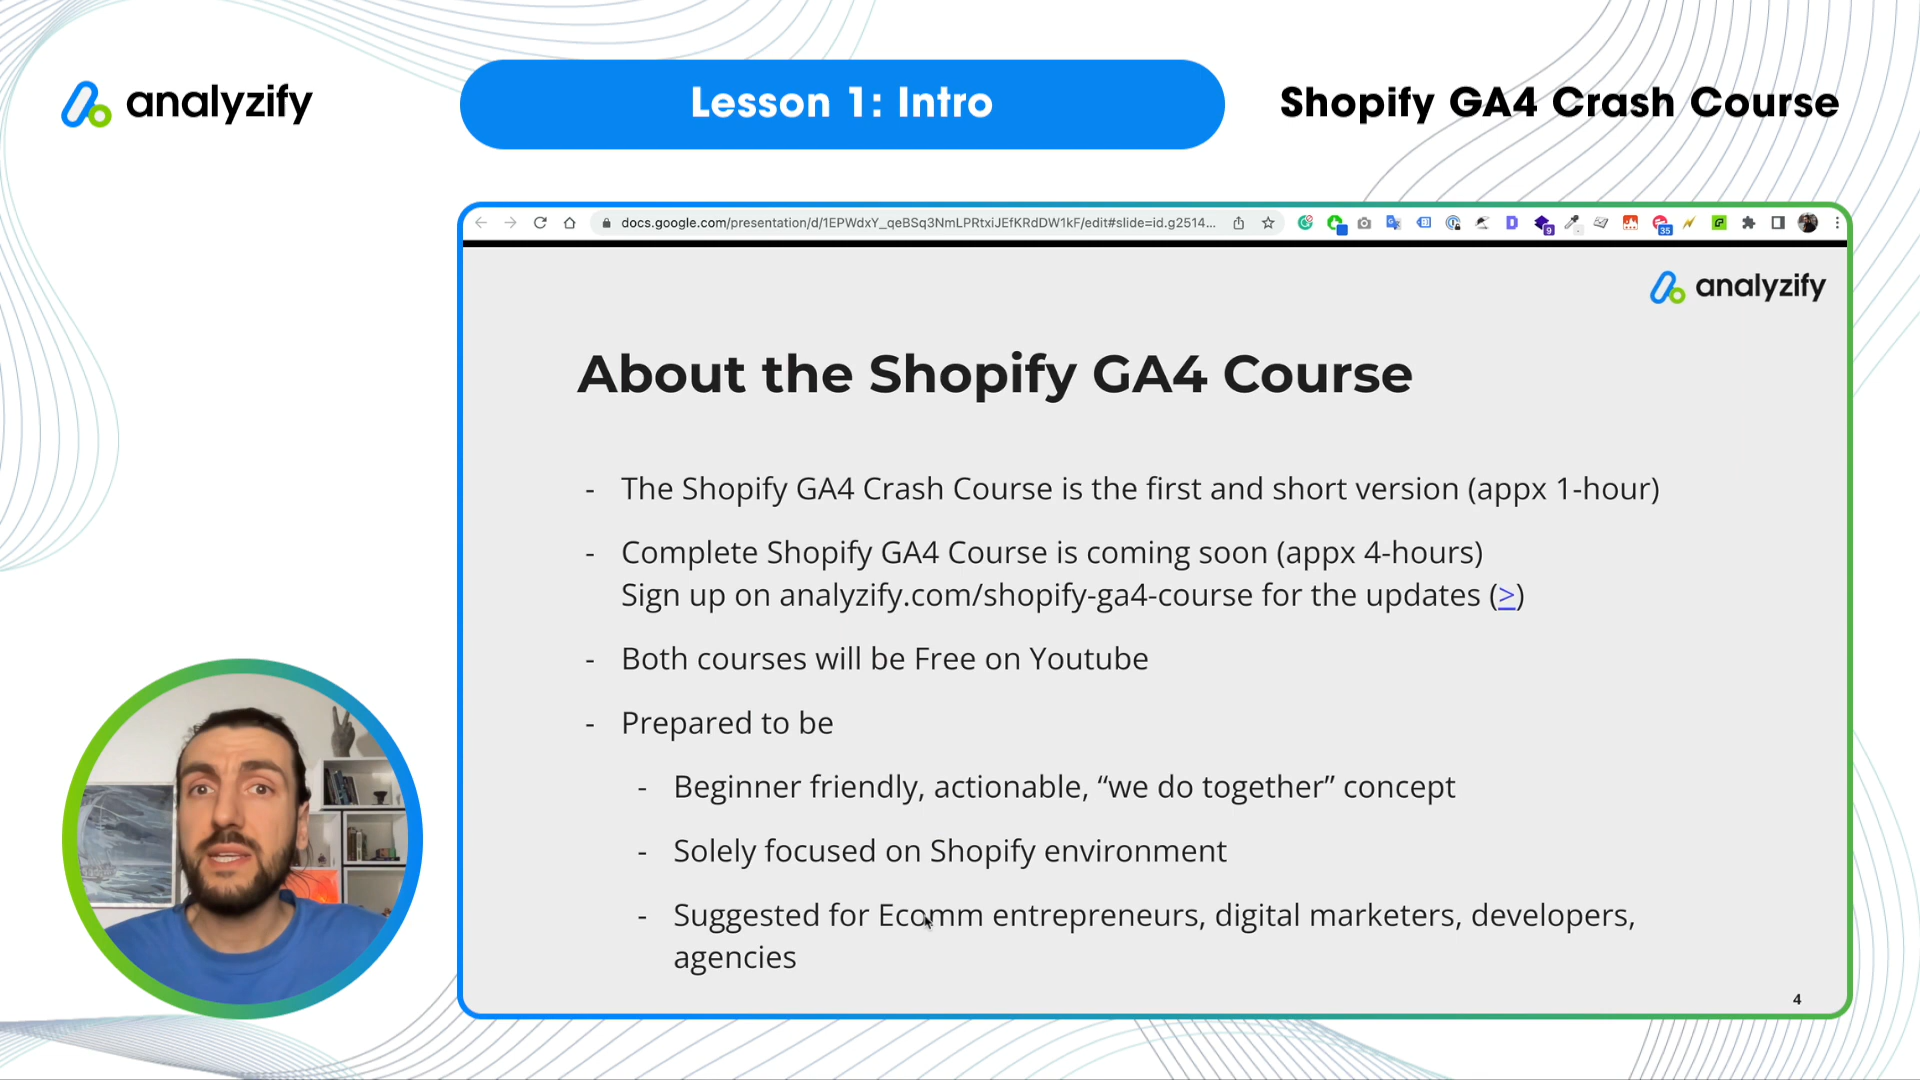 analyzify
Lesson 1: Intro
Shopify GA4 Crash Course
docs.google.com/presentation/d/1EPWdxY_qeBSq3NmLPRtxiJEfKRdDW1kF/edit#slide=id.g2514...
9
35
analyzify
About the Shopify GA4 Course
- The Shopify GA4 Crash Course is the first and short version (appx 1-hour)
- Complete Shopify GA4 Course is coming soon (appx 4-hours)
Sign up on analyzify.com/shopify-ga4-course for the updates (>)
- Both courses will be Free on Youtube
- Prepared to be
- Beginner friendly, actionable, “we do together” concept
- Solely focused on Shopify environment
- Suggested for Ecomm entrepreneurs, digital marketers, developers,
agencies
4